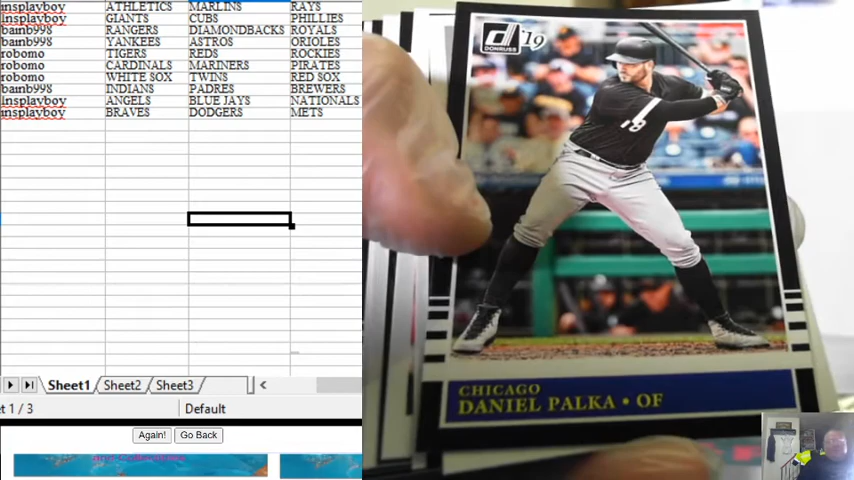 insplayboy ATHLETICS MARLINS RAYS
insplayboy GIANTS CUBS PHILLIES
bainb998 RANGERS DIAMONDBACKS ROYALS
bainb998 YANKEES ASTROS ORIOLES
robomo TIGERS REDS ROCKIES
robomo CARDINALS MARINERS PIRATES
robomo WHITE SOX TWINS RED SOX
bainb998 INDIANS PADRES BREWERS
insplayboy ANGELS BLUE JAYS NATIONALS
insplayboy BRAVES DODGERS METS
Sheet1 Sheet2 Sheet3
t 1 / 3 Default
Again! Go Back
DONRUSS '19
18
CHICAGO
DANIEL PALKA • OF